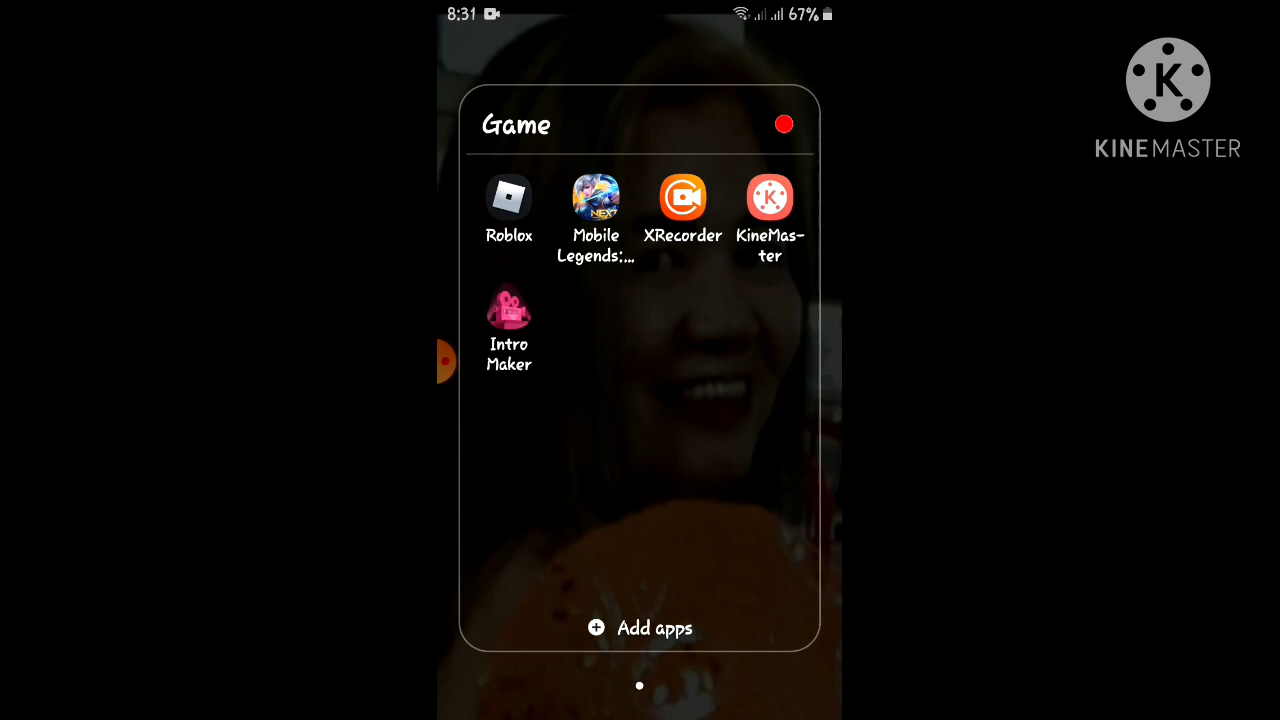 8:31
67%
KINEMASTER
Game
Roblox
Mobile
Legends:...
XRecorder
KineMas-
ter
Intro
Maker
Add apps